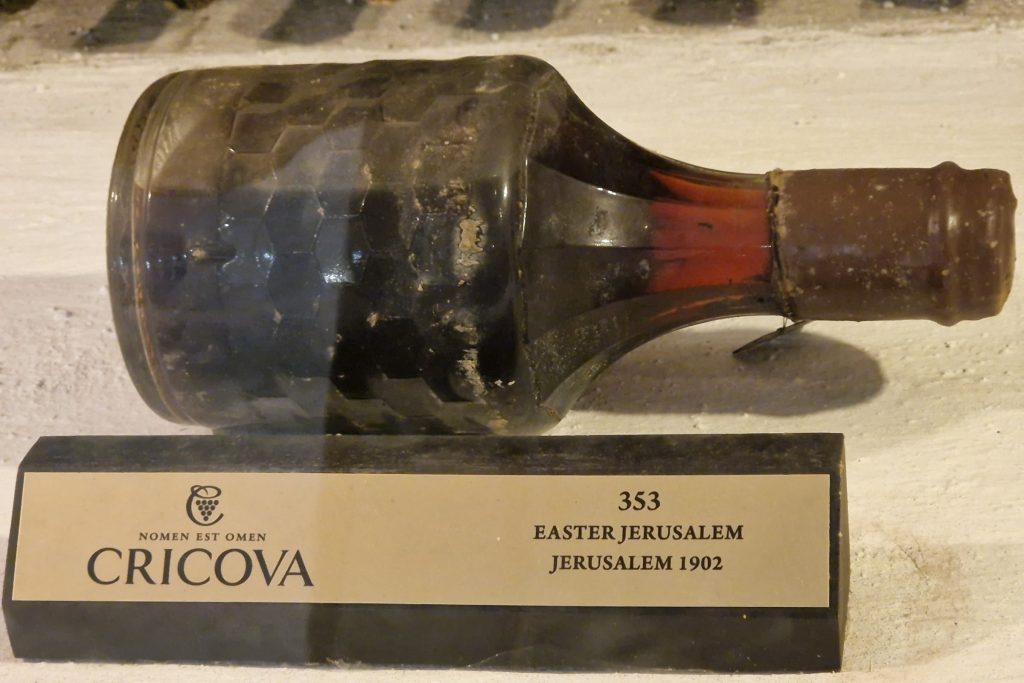 NOMEN EST OMEN
CRICOVA
353
EASTER JERUSALEM
JERUSALEM 1902